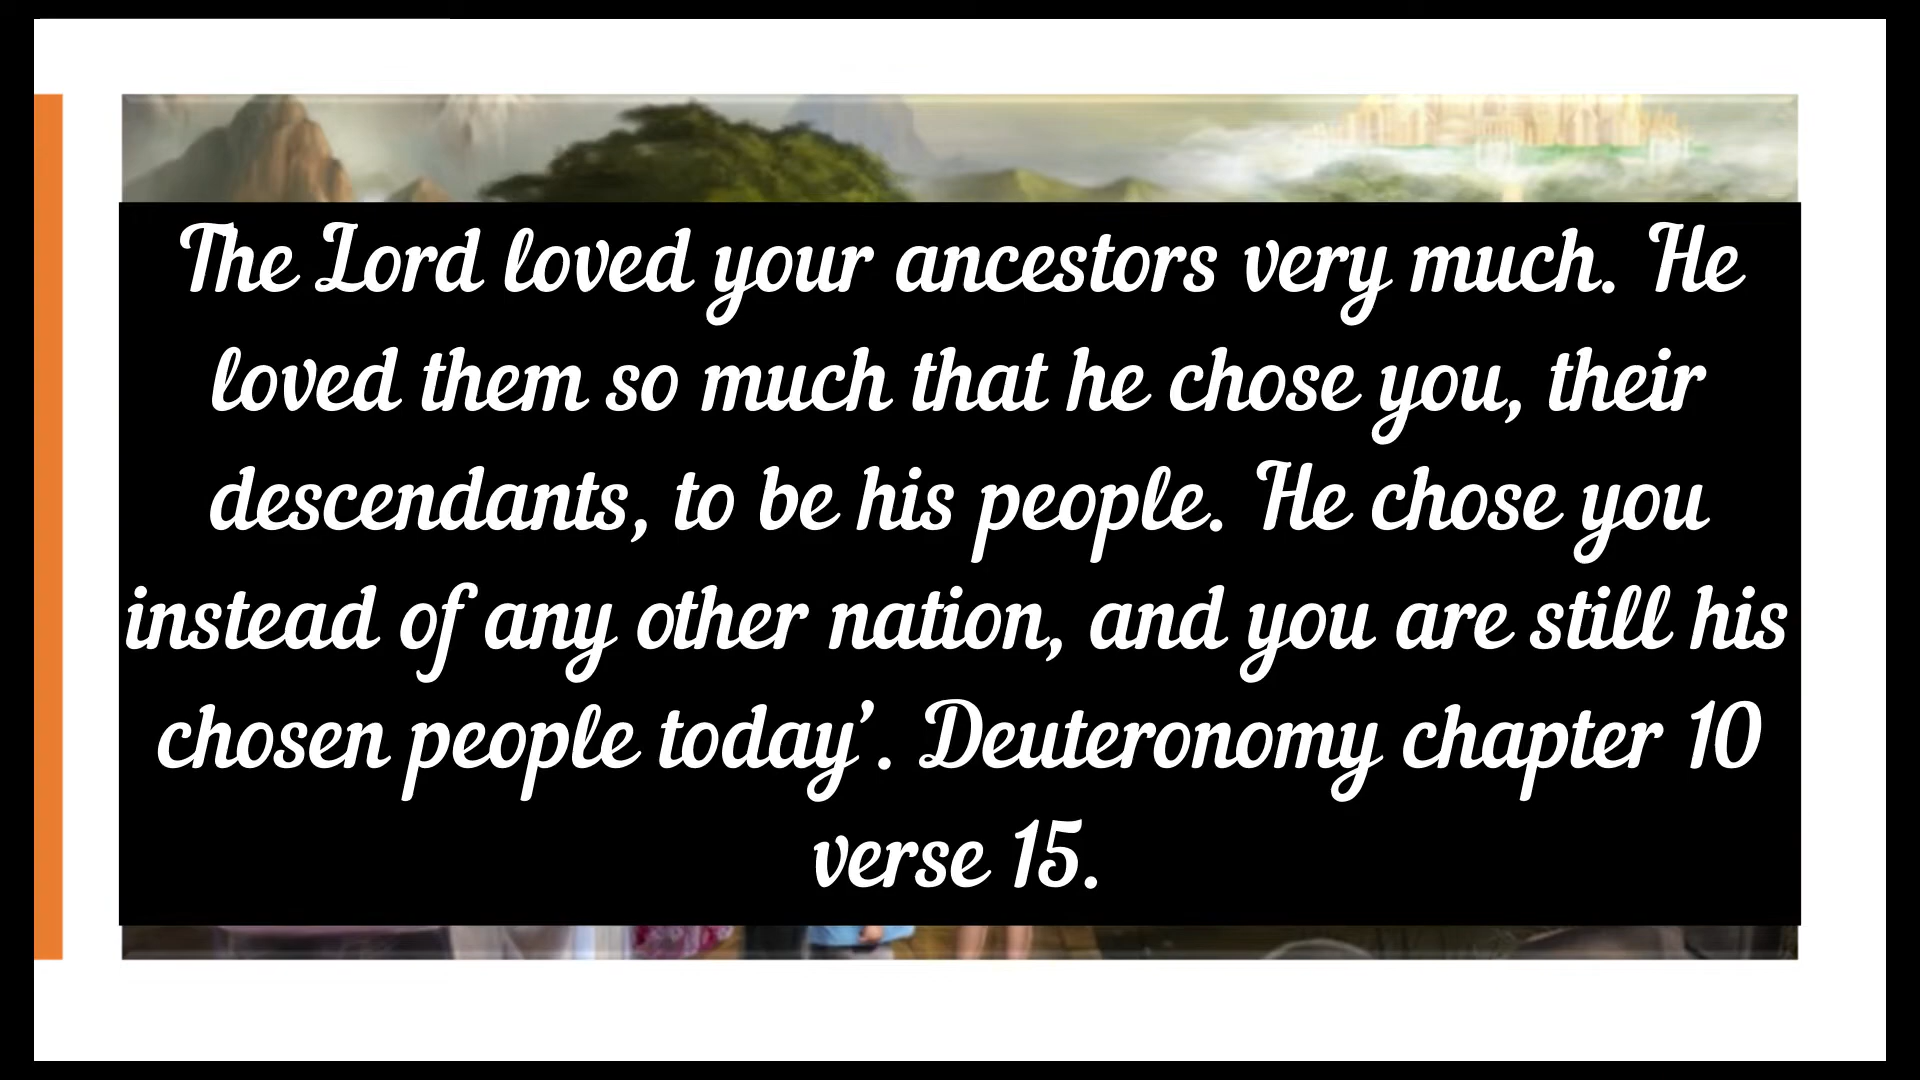 The Lord loved your ancestors very much. He
loved them so much that he chose you, their
descendants, to be his people. He chose you
instead of any other nation, and you are still his
chosen people today’. Deuteronomy chapter 10
verse 15.